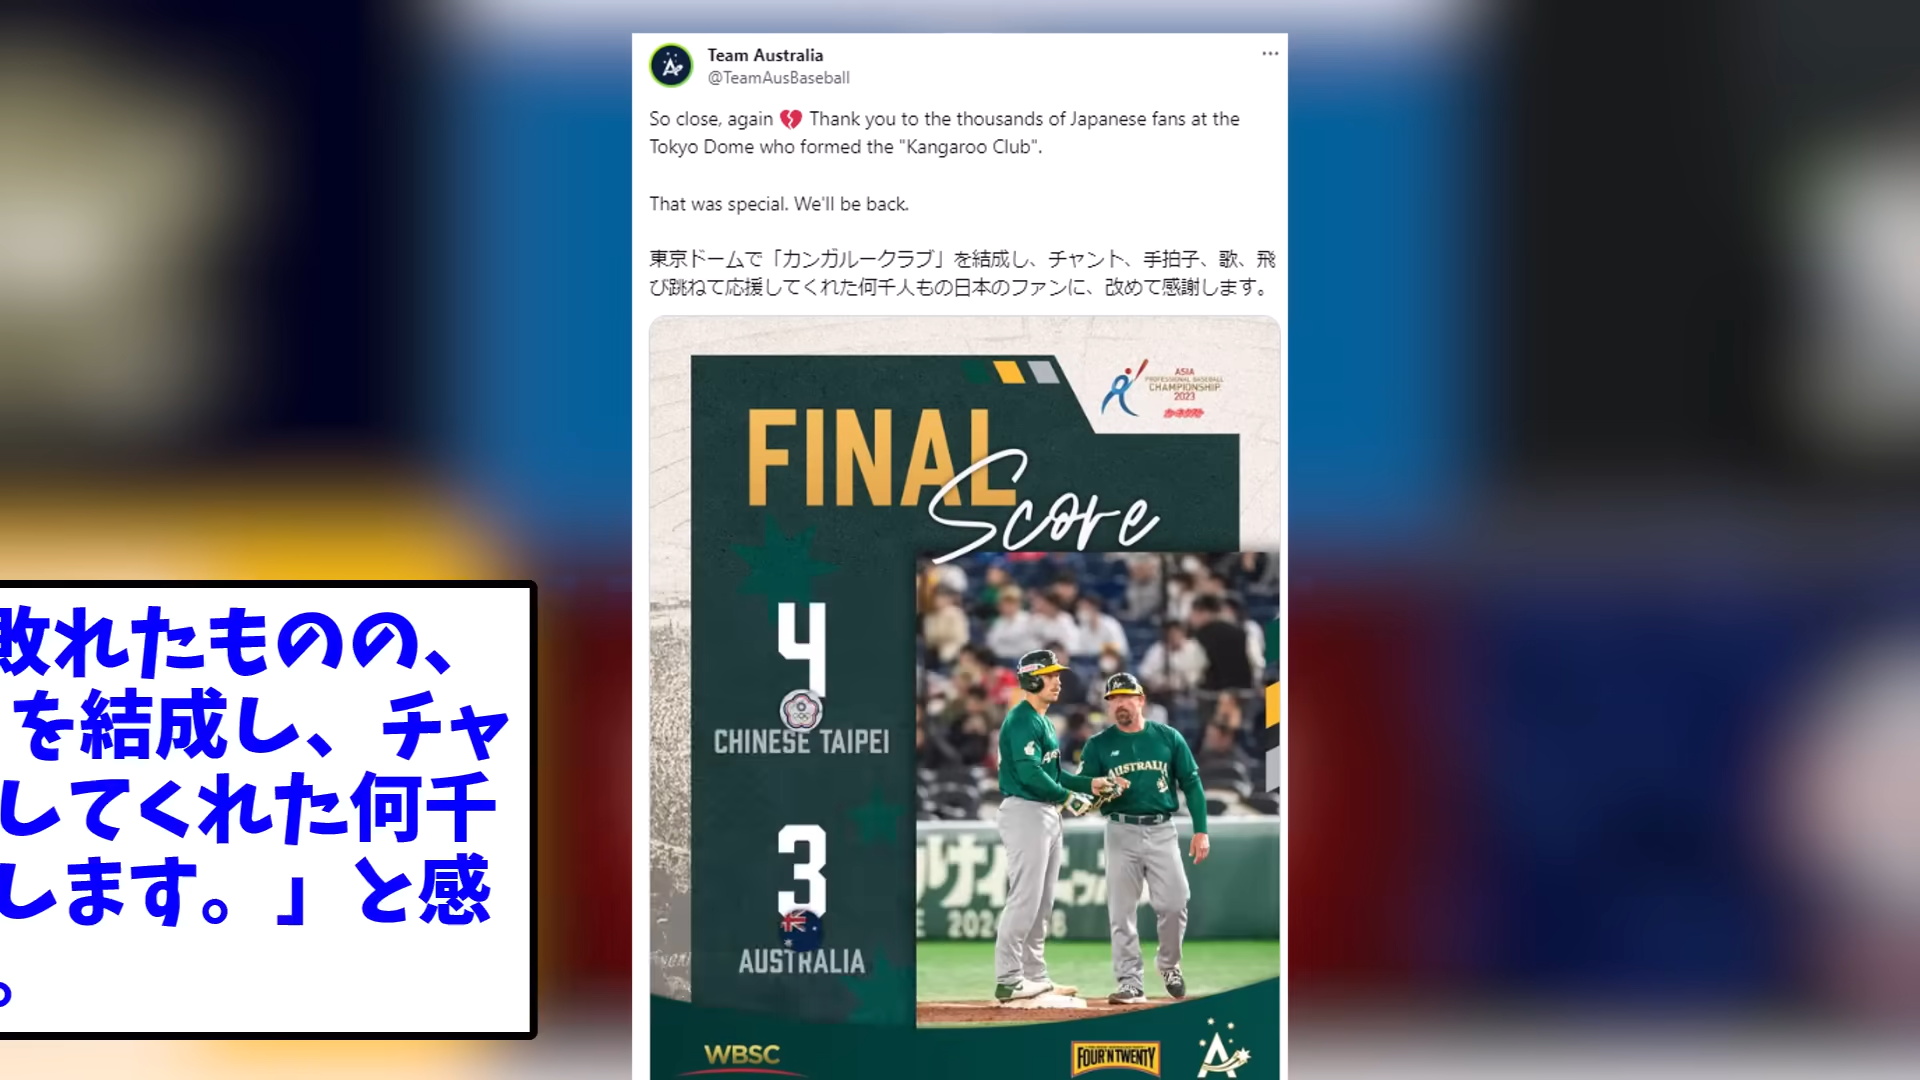 Team Australia
@TeamAusBaseball
So close, again 💔 Thank you to the thousands of Japanese fans at the
Tokyo Dome who formed the "Kangaroo Club".
That was special. We'll be back.
東京ドームで「カンガルークラブ」を結成し、チャント、手拍子、歌、飛
び跳ねて応援してくれた何千人もの日本のファンに、改めて感謝します。
ASIA
PROFESSIONAL BASEBALL
CHAMPIONSHIP
2023
FINAL
Score
4
CHINESE TAIPEI
3
AUSTRALIA
AUSTRALIA
WBSC
FOUR'N TWENTY
敗れたものの、
を結成し、チャ
してくれた何千
します。」と感
。